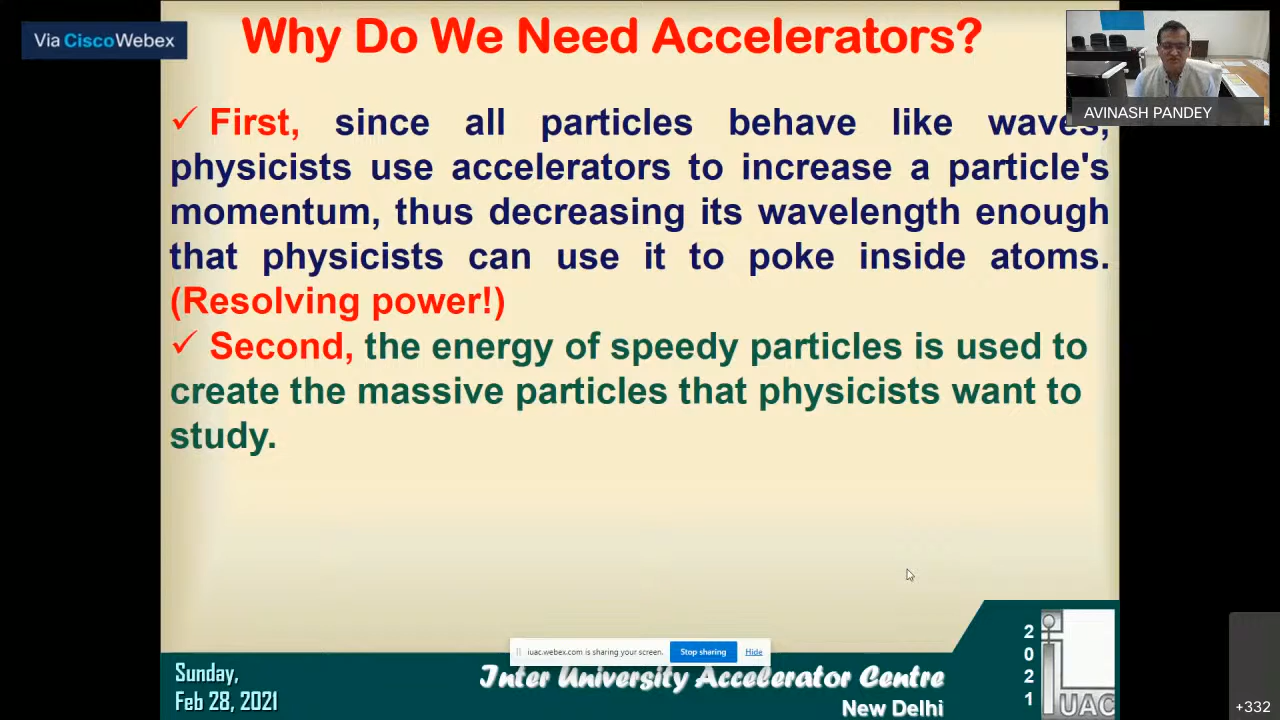 Via Cisco Webex
Why Do We Need Accelerators?
AVINASH PANDEY
✓ First, since all particles behave like waves,
physicists use accelerators to increase a particle's
momentum, thus decreasing its wavelength enough
that physicists can use it to poke inside atoms.
(Resolving power!)
✓ Second, the energy of speedy particles is used to
create the massive particles that physicists want to
study.
iuac.webex.com is sharing your screen. Stop sharing Hide
Sunday,
Feb 28, 2021
Inter University Accelerator Centre
New Delhi
2021
iUAC
+332